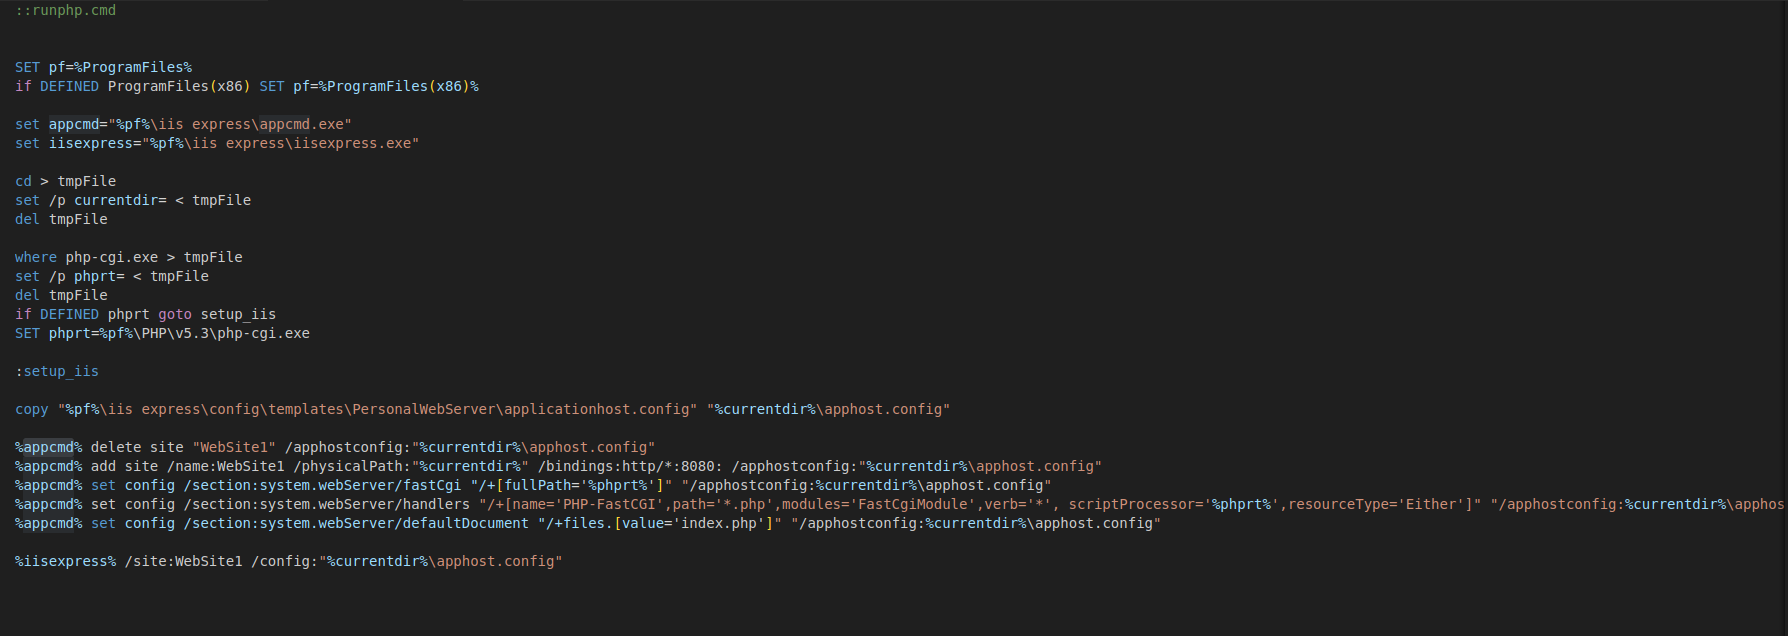 ::runphp.cmd
SET pf=%ProgramFiles%
if DEFINED ProgramFiles(x86) SET pf=%ProgramFiles(x86)%
set appcmd="%pf%\iis express\appcmd.exe"
set iisexpress="%pf%\iis express\iisexpress.exe"
cd > tmpFile
set /p currentdir= < tmpFile
del tmpFile
where php-cgi.exe > tmpFile
set /p phprt= < tmpFile
del tmpFile
if DEFINED phprt goto setup_iis
SET phprt=%pf%\PHP\v5.3\php-cgi.exe
:setup_iis
copy "%pf%\iis express\config\templates\PersonalWebServer\applicationhost.config" "%currentdir%\apphost.config"
%appcmd% delete site "WebSite1" /apphostconfig:"%currentdir%\apphost.config"
%appcmd% add site /name:WebSite1 /physicalPath:"%currentdir%" /bindings:http/*:8080: /apphostconfig:"%currentdir%\apphost.config"
%appcmd% set config /section:system.webServer/fastCgi "/+[fullPath='%phprt%']" "/apphostconfig:%currentdir%\apphost.config"
%appcmd% set config /section:system.webServer/handlers "/+[name='PHP-FastCGI',path='*.php',modules='FastCgiModule',verb='*', scriptProcessor='%phprt%',resourceType='Either']" "/apphostconfig:%currentdir%\apphos
%appcmd% set config /section:system.webServer/defaultDocument "/+files.[value='index.php']" "/apphostconfig:%currentdir%\apphost.config"
%iisexpress% /site:WebSite1 /config:"%currentdir%\apphost.config"